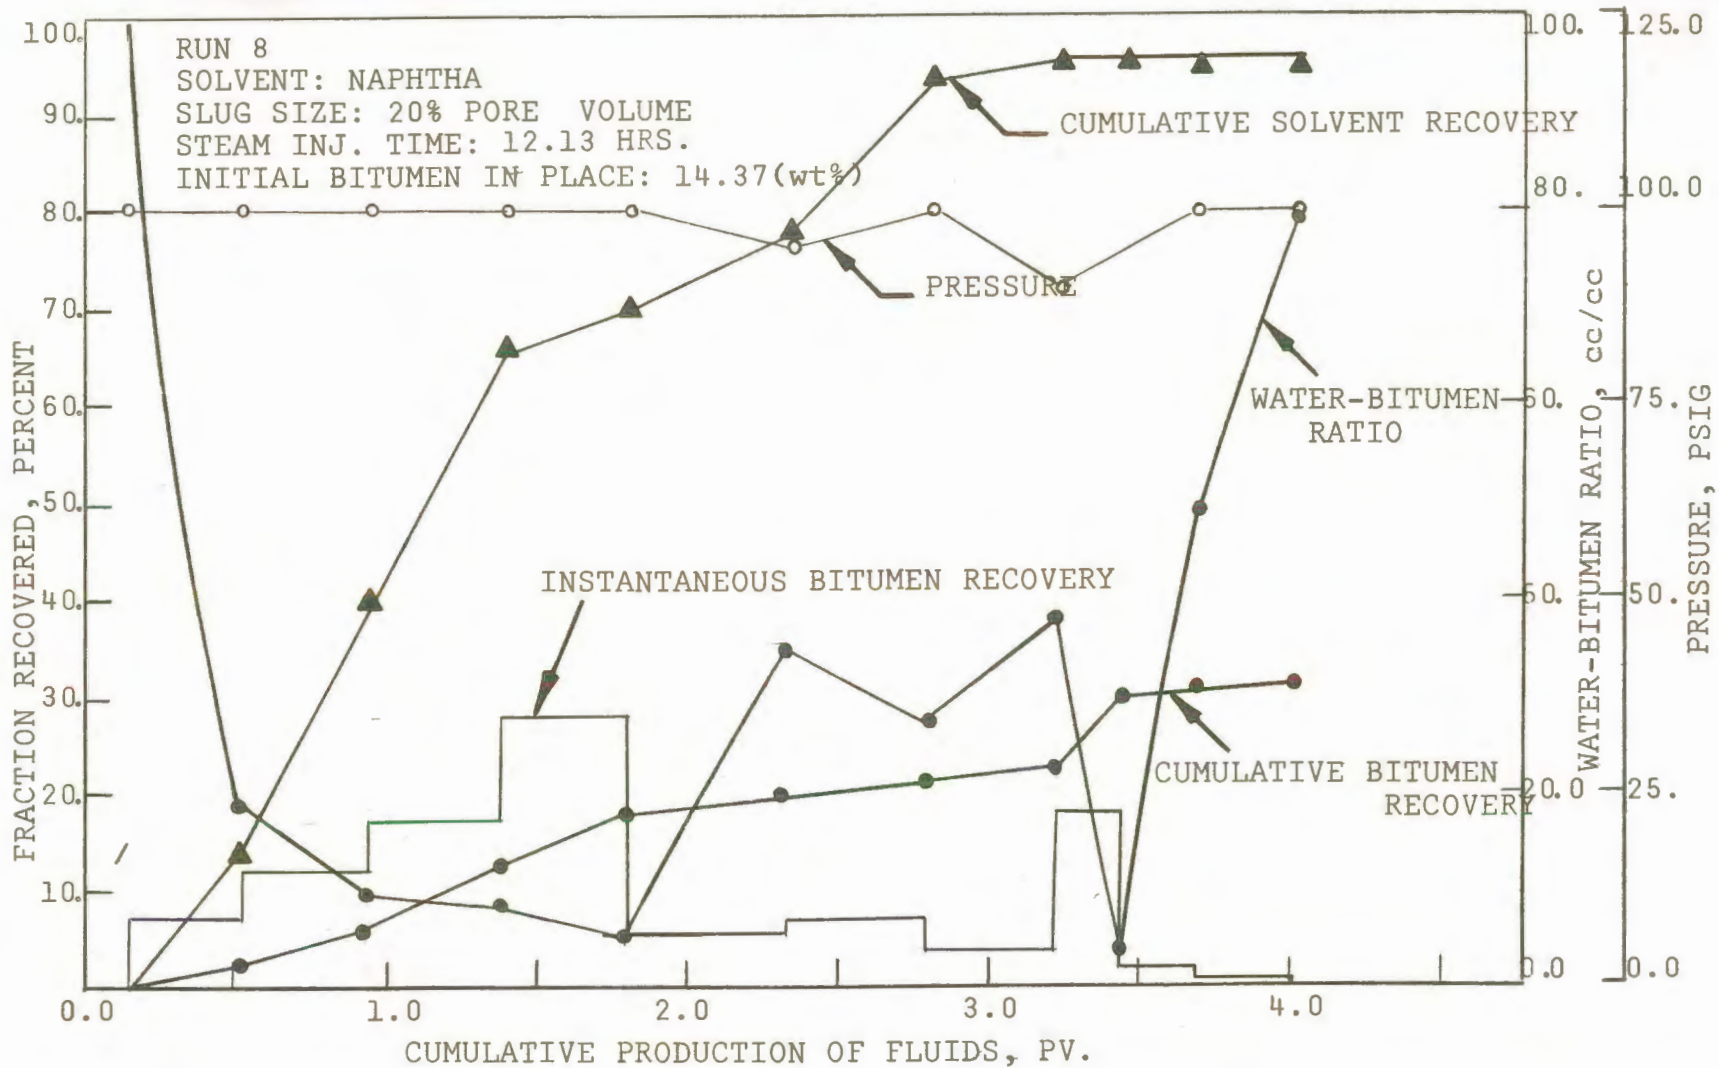 RUN 8
SOLVENT: NAPHTHA
SLUG SIZE: 20% PORE VOLUME
STEAM INJ. TIME: 12.13 HRS.
INITIAL BITUMEN IN PLACE: 14.37(wt%)
CUMULATIVE SOLVENT RECOVERY
PRESSURE
WATER-BITUMEN
RATIO
INSTANTANEOUS BITUMEN RECOVERY
CUMULATIVE BITUMEN
RECOVERY
100.
90.
80.
70.
60.
50.
40.
30.
20.
10.
FRACTION RECOVERED, PERCENT
0.0 1.0 2.0 3.0 4.0
CUMULATIVE PRODUCTION OF FLUIDS, PV.
100.
80.
60.
20.0
0.0
WATER-BITUMEN RATIO, cc/cc
125.0
100.0
75.
50.
25.
0.0
PRESSURE, PSIG